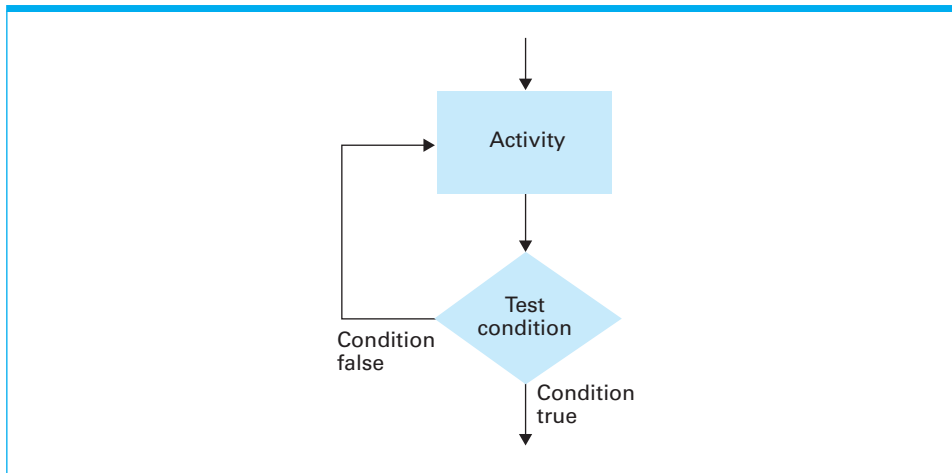 Activity
Test
condition
Condition
false
Condition
true